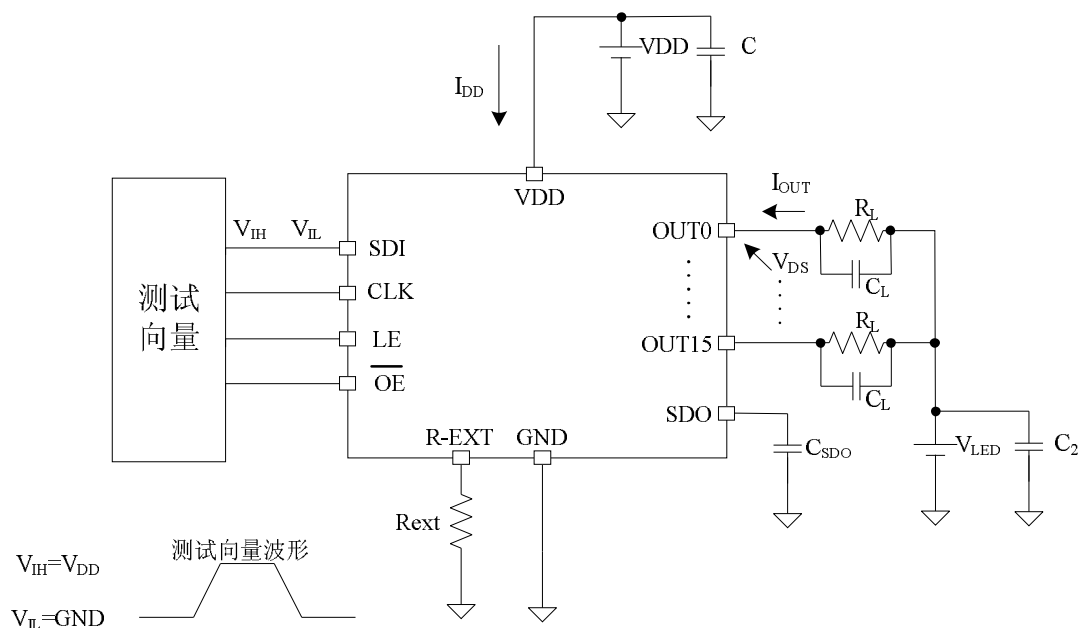 VDD
C
I_DD
VDD
I_OUT
R_L
V_IH
V_IL
OUT0
SDI
V_DS
C_L
测试
向量
CLK
LE
OUT15
R_L
OE
C_L
SDO
R-EXT
GND
C_SDO
V_LED
C_2
Rext
测试向量波形
V_IH=V_DD
V_IL=GND